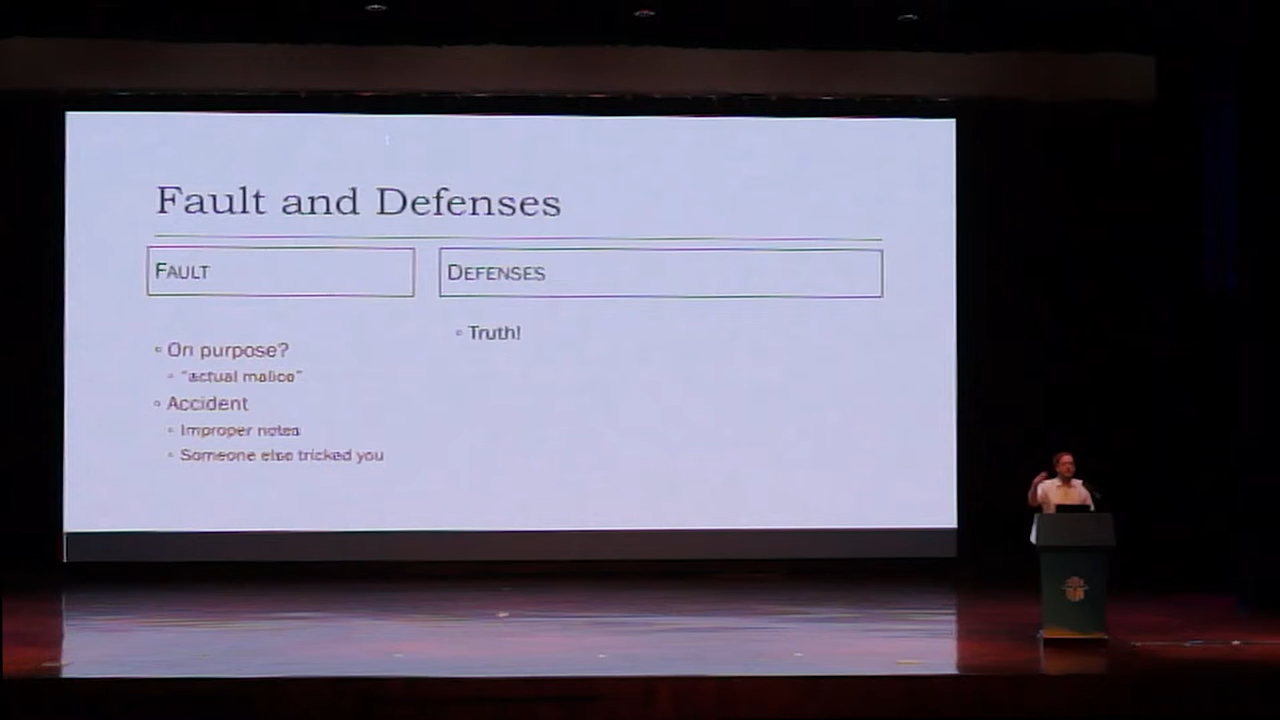 Fault and Defenses
FAULT
DEFENSES
On purpose?
"actual malice"
Accident
Improper notes
Someone else tricked you
Truth!